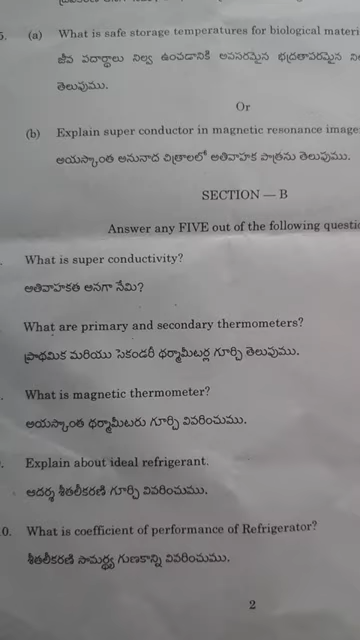 (a) What is safe storage temperatures for biological
జీవ పదార్థాలు నిల్వ ఉంచడానికి అవసరమైన భద్రతాపరమైన
తెలుపుము.
Or
(b) Explain super conductor in magnetic resonance image
అయస్కాంత అనునాద చిత్రాలలో అతివాహక పాత్రను తెలుపుము.
SECTION — B
Answer any FIVE out of the following
What is super conductivity?
అతివాహకత అనగా నేమి?
What are primary and secondary thermometers?
ప్రాథమిక మరియు సెకండరీ థర్మామీటర్ల గూర్చి తెలుపుము.
What is magnetic thermometer?
అయస్కాంత థర్మామీటరు గూర్చి వివరించుము.
Explain about ideal refrigerant.
ఆదర్శ శీతలీకరణి గూర్చి వివరించుము.
0. What is coefficient of performance of Refrigerator?
శీతలీకరణి సామర్థ్య గుణకాన్ని వివరించుము.
2